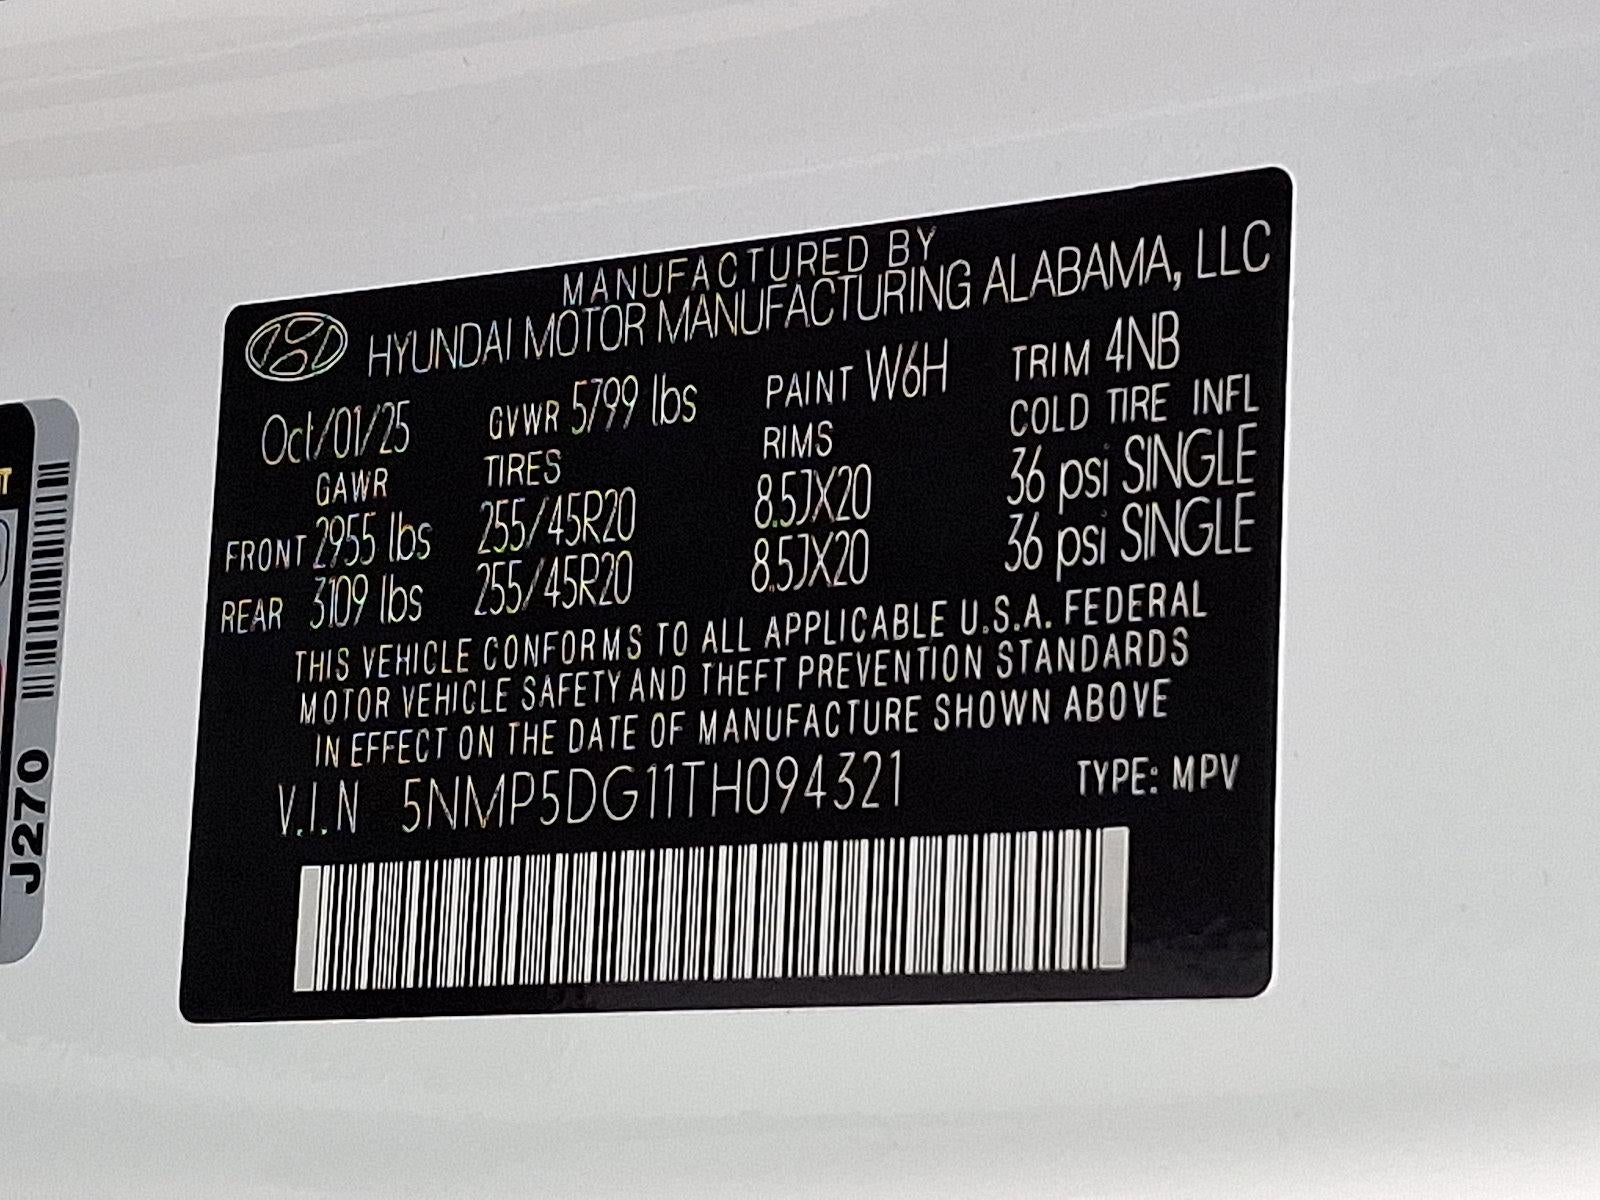 MANUFACTURED BY
HYUNDAI MOTOR MANUFACTURING ALABAMA, LLC
Oct/01/25 GVWR 5799 lbs PAINT W6H TRIM 4NB
GAWR TIRES RIMS COLD TIRE INFL
FRONT 2955 lbs 255/45R20 8.5JX20 36 psi SINGLE
REAR 3109 lbs 255/45R20 8.5JX20 36 psi SINGLE
THIS VEHICLE CONFORMS TO ALL APPLICABLE U.S.A. FEDERAL
MOTOR VEHICLE SAFETY AND THEFT PREVENTION STANDARDS
IN EFFECT ON THE DATE OF MANUFACTURE SHOWN ABOVE
V.I.N 5NMP5DG11TH094321 TYPE: MPV
J270